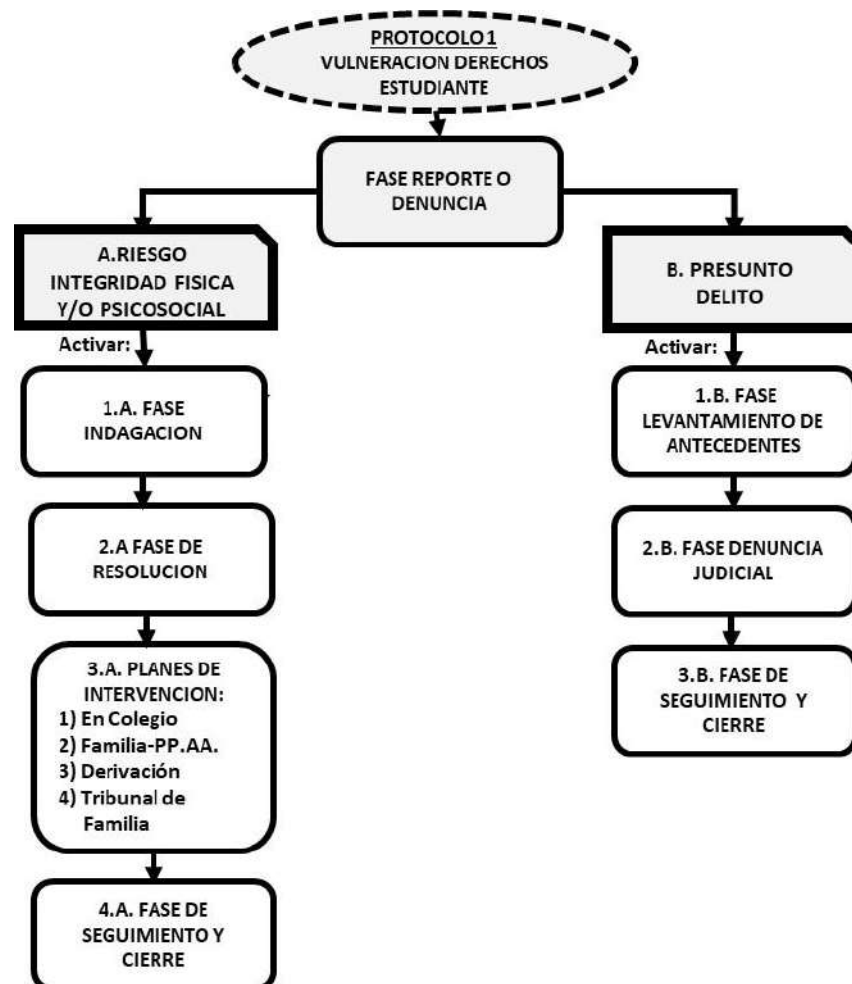 PROTOCOLO 1
VULNERACION DERECHOS
ESTUDIANTE
FASE REPORTE O
DENUNCIA
A.RIESGO
INTEGRIDAD FISICA
Y/O PSICOSOCIAL
Activar:
1.A. FASE
INDAGACION
2.A FASE DE
RESOLUCION
3.A. PLANES DE
INTERVENCION:
1) En Colegio
2) Familia-PP.AA.
3) Derivación
4) Tribunal de
Familia
4.A. FASE DE
SEGUIMIENTO Y
CIERRE
B. PRESUNTO
DELITO
Activar:
1.B. FASE
LEVANTAMIENTO DE
ANTECEDENTES
2.B. FASE DENUNCIA
JUDICIAL
3.B. FASE DE
SEGUIMIENTO Y
CIERRE